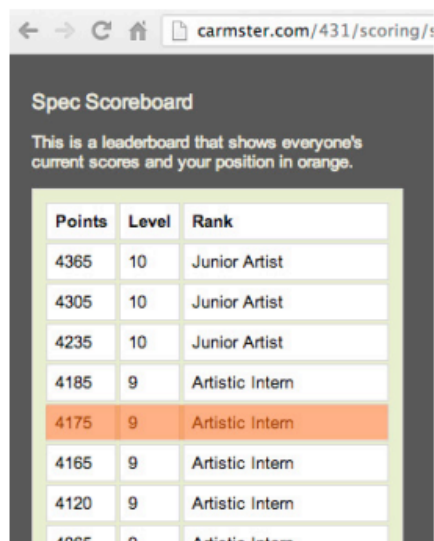 carmster.com/431/scoring/s
Spec Scoreboard
This is a leaderboard that shows everyone's
current scores and your position in orange.
Points Level Rank
4365 10 Junior Artist
4305 10 Junior Artist
4235 10 Junior Artist
4185 9 Artistic Intern
4175 9 Artistic Intern
4165 9 Artistic Intern
4120 9 Artistic Intern